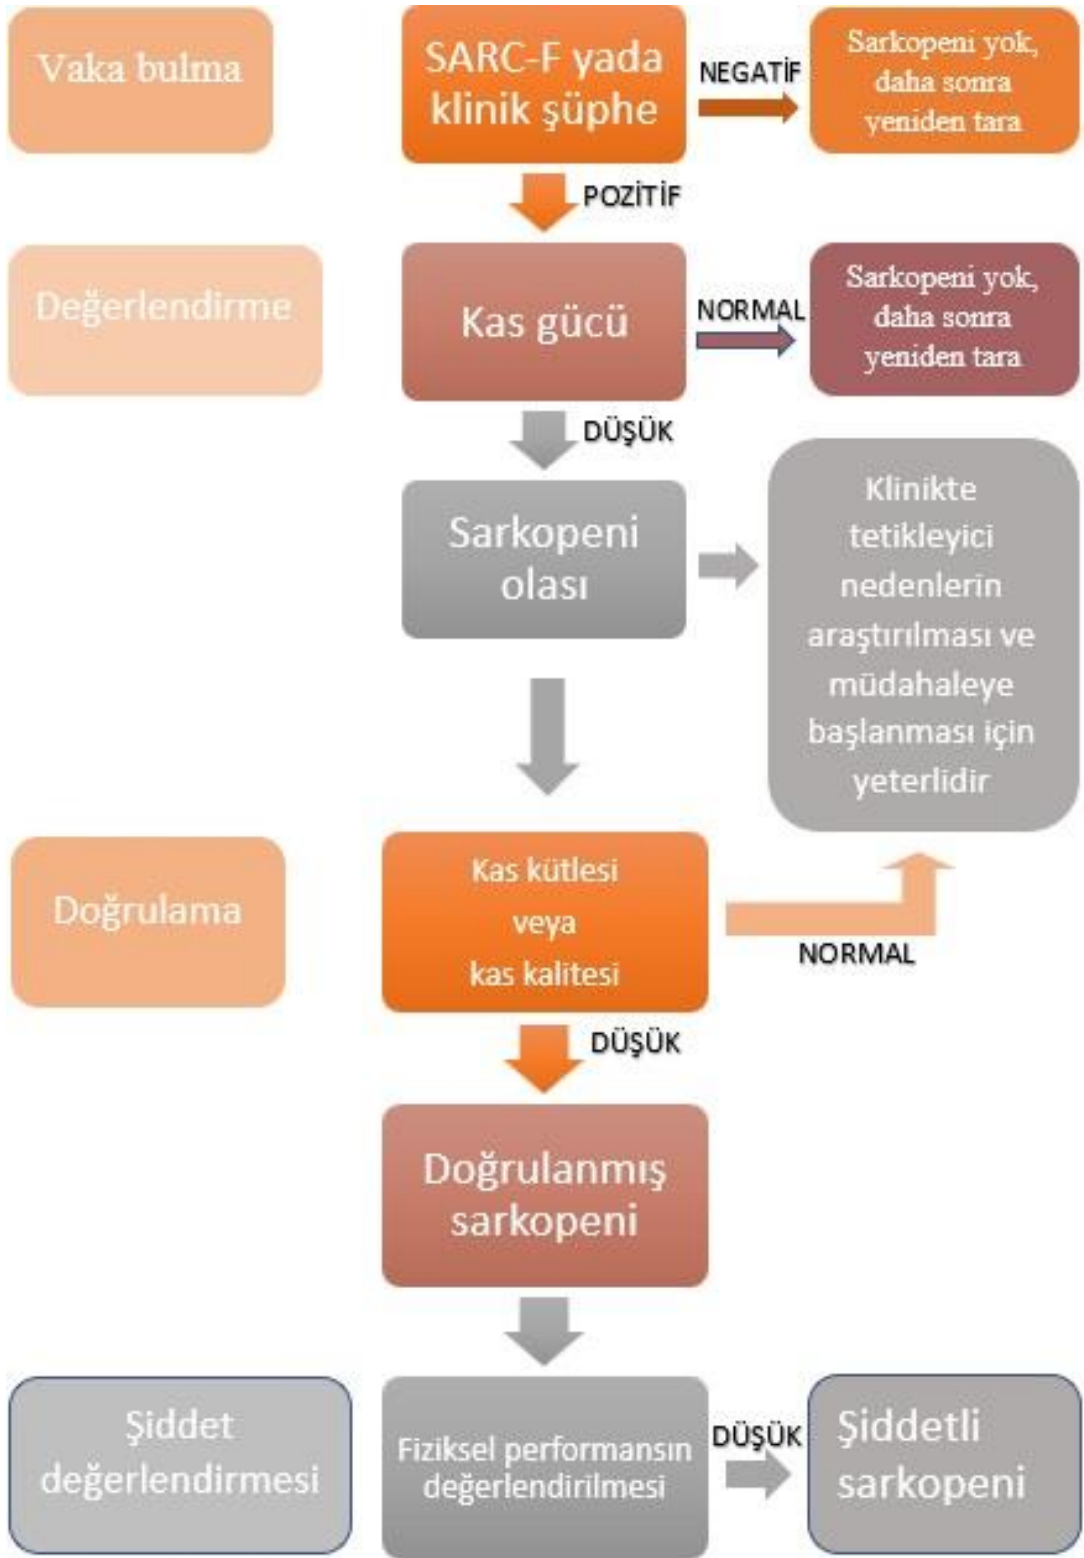 Vaka bulma
SARC-F yada
klinik şüphe
NEGATİF
Sarkopeni yok,
daha sonra
yeniden tara
POZİTİF
Değerlendirme
Kas gücü
NORMAL
Sarkopeni yok,
daha sonra
yeniden tara
DÜŞÜK
Sarkopeni
olası
Klinikte
tetikleyici
nedenlerin
araştırılması ve
müdahaleye
başlanması için
yeterlidir
Doğrulama
Kas kütlesi
veya
kas kalitesi
NORMAL
DÜŞÜK
Doğrulanmış
sarkopeni
Şiddet
değerlendirmesi
Fiziksel performansın
değerlendirilmesi
DÜŞÜK
Şiddetli
sarkopeni